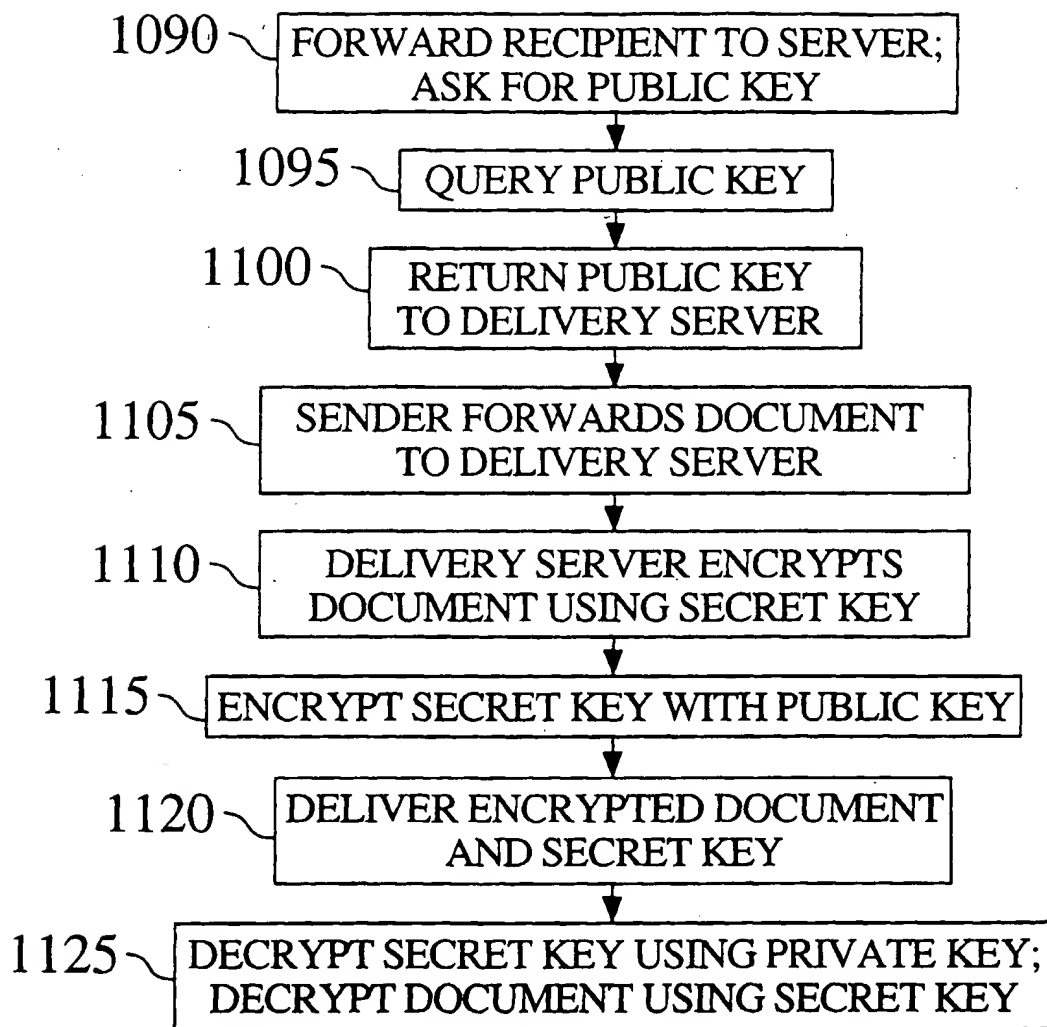 1090
FORWARD RECIPIENT TO SERVER;
ASK FOR PUBLIC KEY
1095
QUERY PUBLIC KEY
1100
RETURN PUBLIC KEY
TO DELIVERY SERVER
1105
SENDER FORWARDS DOCUMENT
TO DELIVERY SERVER
1110
DELIVERY SERVER ENCRYPTS
DOCUMENT USING SECRET KEY
1115
ENCRYPT SECRET KEY WITH PUBLIC KEY
1120
DELIVER ENCRYPTED DOCUMENT
AND SECRET KEY
1125
DECRYPT SECRET KEY USING PRIVATE KEY;
DECRYPT DOCUMENT USING SECRET KEY